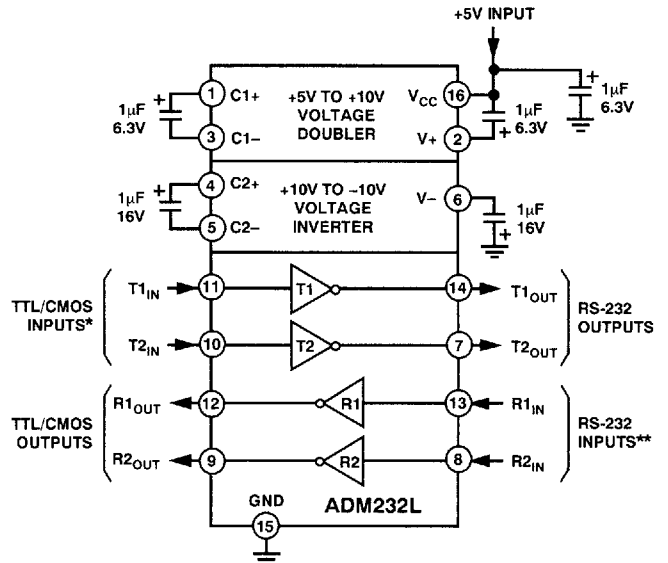 +5V INPUT
1 C1+
+5V TO +10V
VOLTAGE
DOUBLER
VCC 16
1μF
6.3V
+
3 C1–
V+ 2
1μF
6.3V
+
1μF
6.3V
+
4 C2+
+10V TO –10V
VOLTAGE
INVERTER
V– 6
1μF
16V
+
5 C2–
1μF
16V
+
TTL/CMOS
INPUTS*
T1IN 11 T1 14 T1OUT
T2IN 10 T2 7 T2OUT
RS-232
OUTPUTS
TTL/CMOS
OUTPUTS
R1OUT 12 R1 13 R1IN
R2OUT 9 R2 8 R2IN
RS-232
INPUTS**
GND
15
ADM232L